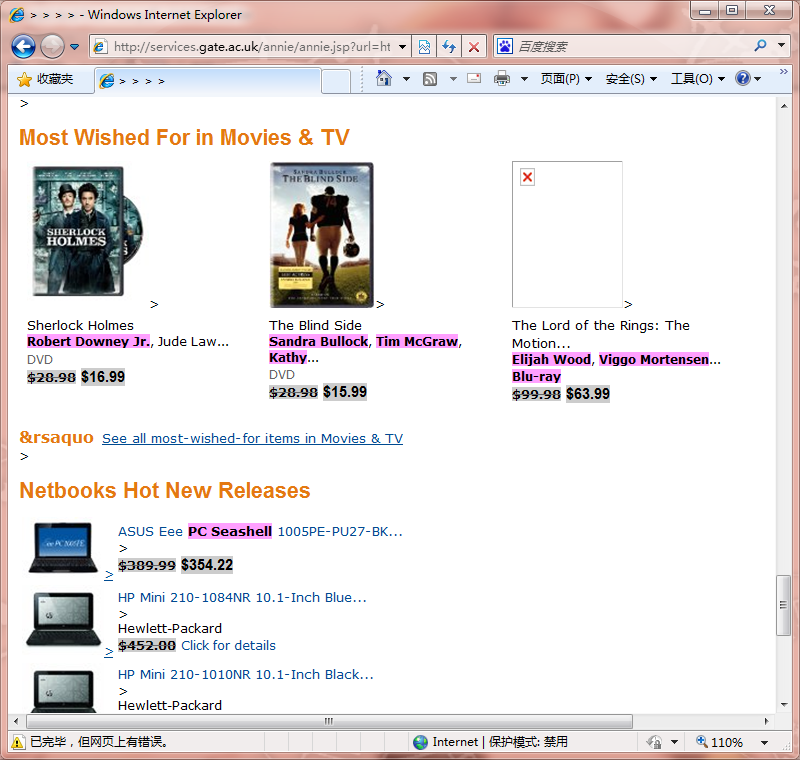 > > > > - Windows Internet Explorer
http://services.gate.ac.uk/annie/annie.jsp?url=ht
百度搜索
收藏夹
> > > >
页面(P)
安全(S)
工具(O)
>
Most Wished For in Movies & TV
SHERLOCK HOLMES
SANDRA BULLOCK
THE BLIND SIDE
> > >
Sherlock Holmes
Robert Downey Jr., Jude Law...
DVD
$28.98 $16.99
The Blind Side
Sandra Bullock, Tim McGraw,
Kathy...
DVD
$28.98 $15.99
The Lord of the Rings: The
Motion...
Elijah Wood, Viggo Mortensen...
Blu-ray
$99.98 $63.99
&rsaquo See all most-wished-for items in Movies & TV
>
Netbooks Hot New Releases
ASUS Eee PC Seashell 1005PE-PU27-BK...
>
$389.99 $354.22
>
HP Mini 210-1084NR 10.1-Inch Blue...
>
Hewlett-Packard
$452.00 Click for details
>
HP Mini 210-1010NR 10.1-Inch Black...
>
Hewlett-Packard
已完毕，但网页上有错误。
Internet | 保护模式: 禁用
110%